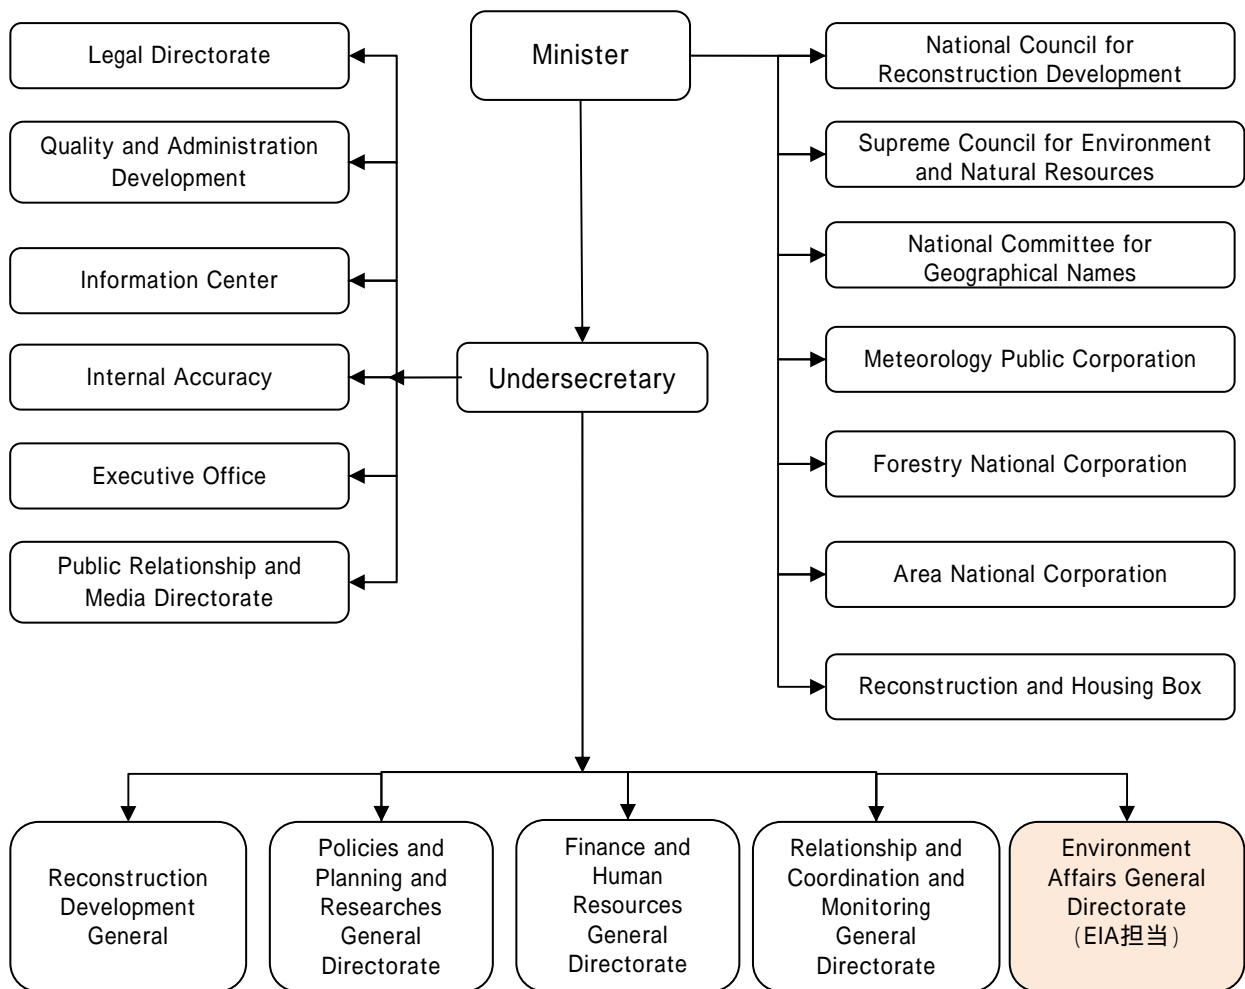 Minister
Legal Directorate
Quality and Administration
Development
Information Center
Internal Accuracy
Executive Office
Public Relationship and
Media Directorate
Undersecretary
National Council for
Reconstruction Development
Supreme Council for Environment
and Natural Resources
National Committee for
Geographical Names
Meteorology Public Corporation
Forestry National Corporation
Area National Corporation
Reconstruction and Housing Box
Reconstruction
Development
General
Policies and
Planning and
Researches
General
Directorate
Finance and
Human
Resources
General
Directorate
Relationship and
Coordination and
Monitoring
General
Directorate
Environment
Affairs General
Directorate
（EIA担当）